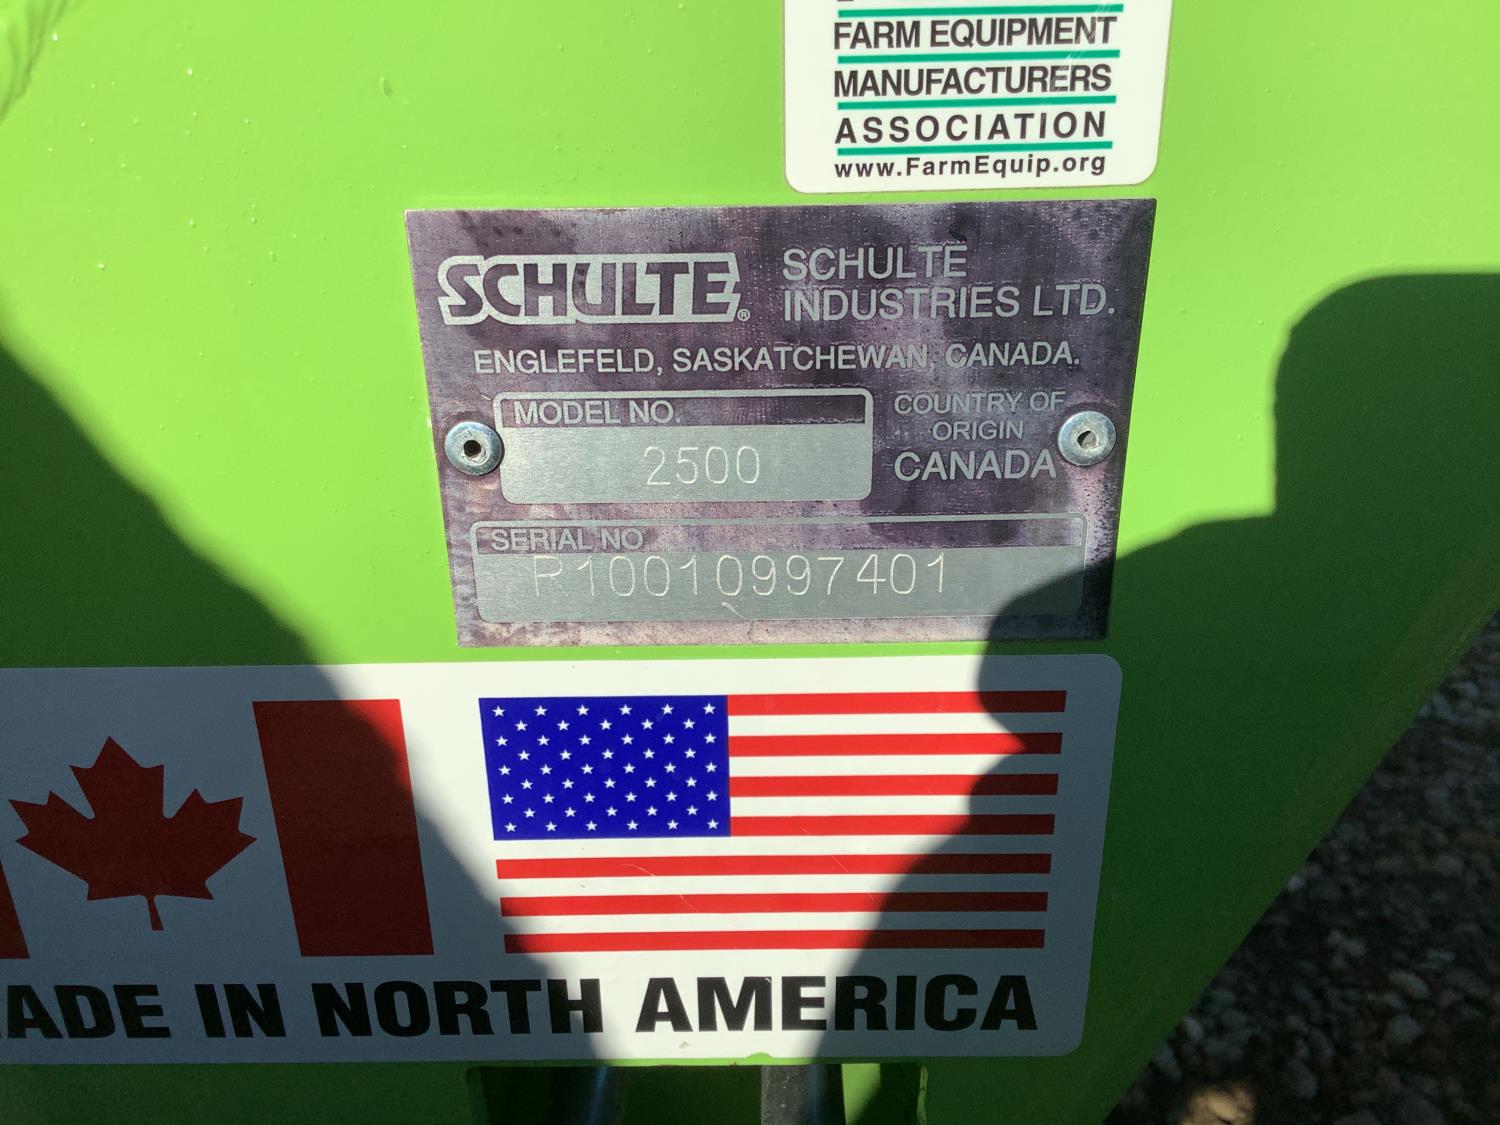 FARM EQUIPMENT
MANUFACTURERS
ASSOCIATION
www.FarmEquip.org
SCHULTE®
SCHULTE
INDUSTRIES LTD.
ENGLEFELD, SASKATCHEWAN, CANADA.
MODEL NO.
2500
COUNTRY OF
ORIGIN
CANADA
SERIAL NO
R10010997401
MADE IN NORTH AMERICA